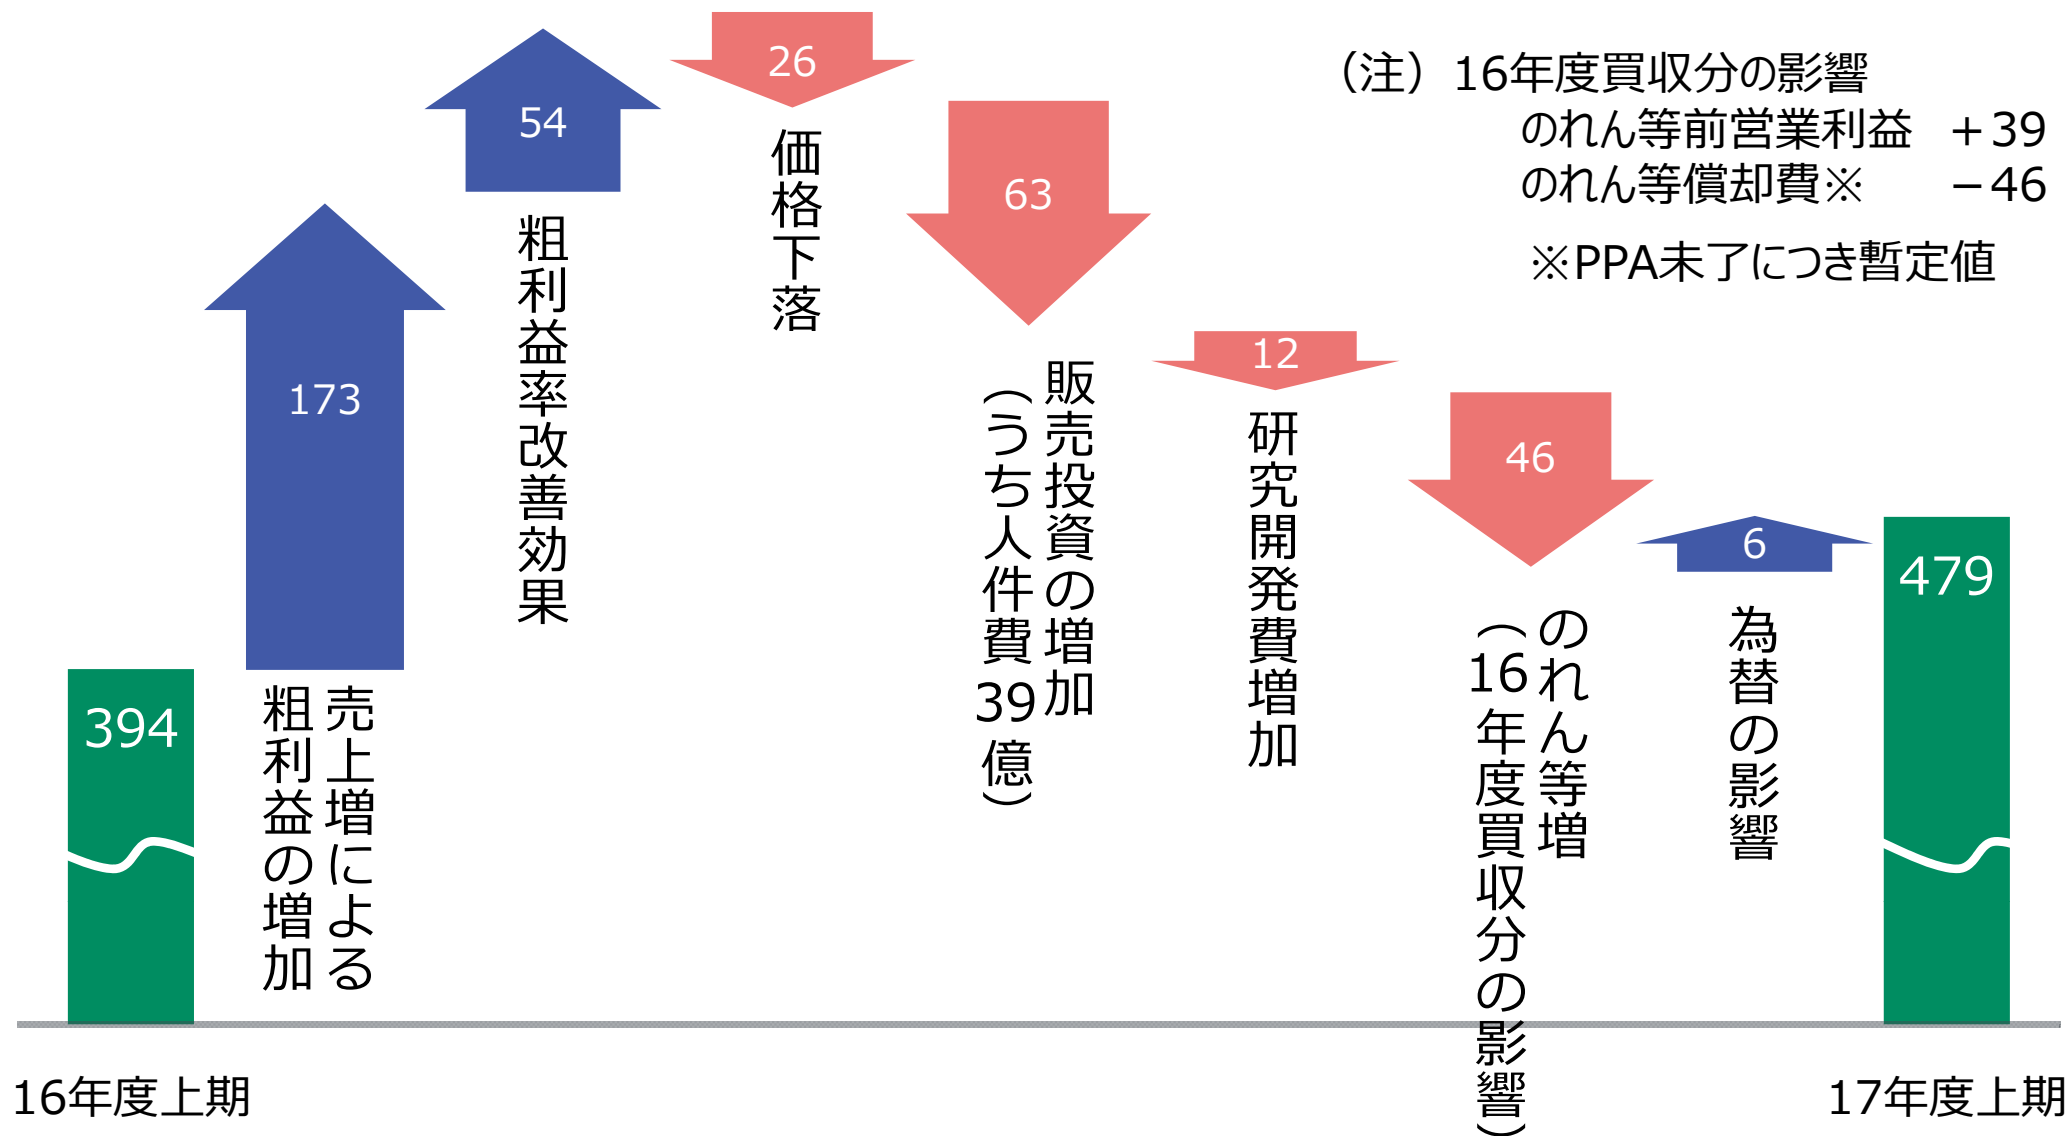 394
16年度上期
173
売上増による
粗利益の増加
54
粗利益率改善効果
26
価格下落
63
販売投資の増加
（うち人件費39億）
12
研究開発費増加
46
のれん等増
（16年度買収分の影響）
6
為替の影響
479
17年度上期
（注）16年度買収分の影響
のれん等前営業利益　＋39
のれん等償却費※　－46
※PPA未了につき暫定値